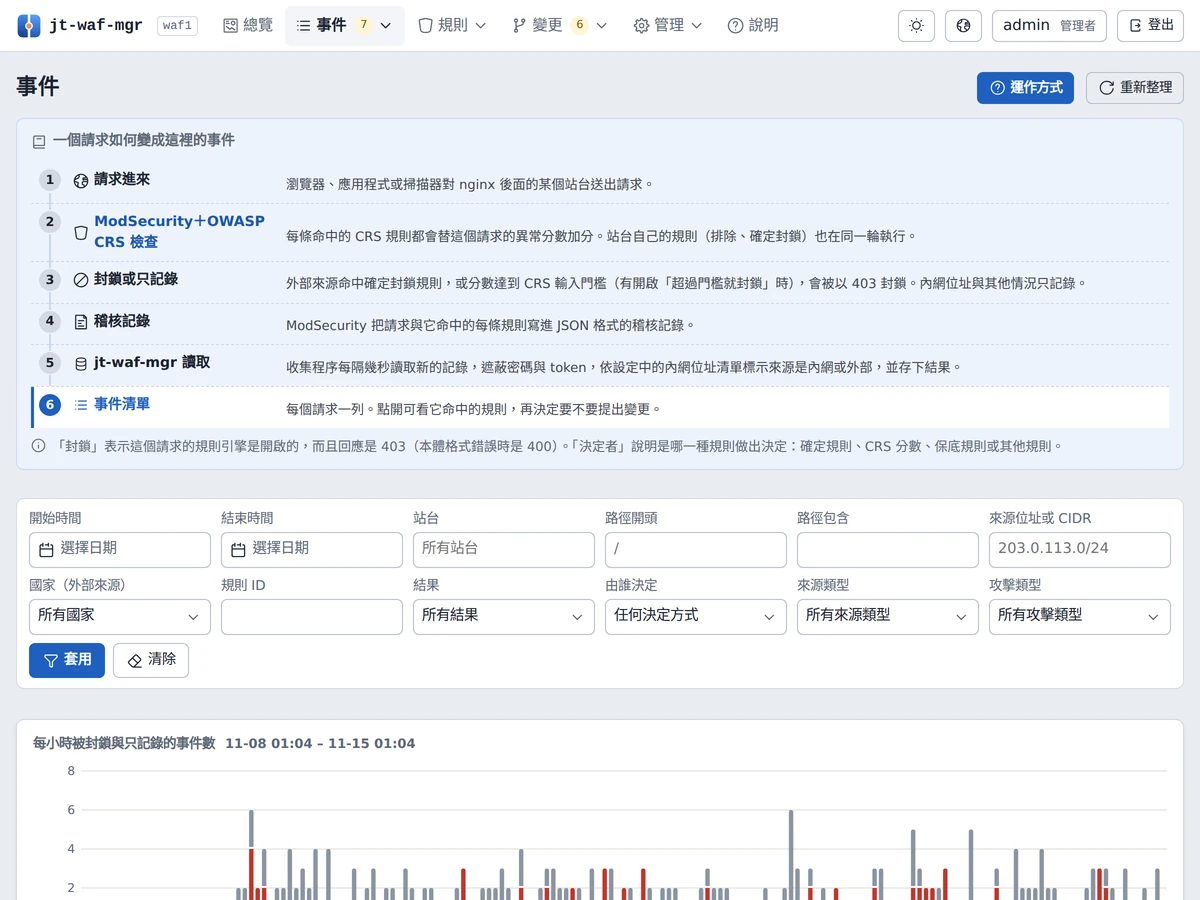 jt-waf-mgr waf1 總覽 事件 7 規則 變更 6 管理 說明 admin 管理者 登出
事件 運作方式 重新整理
一個請求如何變成這裡的事件
1 請求進來 瀏覽器、應用程式或掃描器對 nginx 後面的某個站台送出請求。
2 ModSecurity＋OWASP
CRS 檢查 每條命中的 CRS 規則都會替這個請求的異常分數加分。站台自己的規則（排除、確定封鎖）也在同一輪執行。
3 封鎖或只記錄 外部來源命中確定封鎖規則，或分數達到 CRS 輸入門檻（有開啟「超過門檻就封鎖」時），會被以 403 封鎖。內網位址與其他情況只記錄。
4 稽核記錄 ModSecurity 把請求與它命中的每條規則寫進 JSON 格式的稽核記錄。
5 jt-waf-mgr 讀取 收集程序每隔幾秒讀取新的記錄，遮蔽密碼與 token，依設定中的內網位址清單標示來源是內網或外部，並存下結果。
6 事件清單 每個請求一列。點開可看它命中的規則，再決定要不要提出變更。
「封鎖」表示這個請求的規則引擎是開啟的，而且回應是 403（本體格式錯誤時是 400）。「決定者」說明是哪一種規則做出決定：確定規則、CRS 分數、保底規則或其他規則。
開始時間 結束時間 站台 路徑開頭 路徑包含 來源位址或 CIDR
選擇日期 選擇日期 所有站台 / 203.0.113.0/24
國家（外部來源） 規則 ID 結果 由誰決定 來源類型 攻擊類型
所有國家 所有結果 任何決定方式 所有來源類型 所有攻擊類型
套用 清除
每小時被封鎖與只記錄的事件數 11-08 01:04 – 11-15 01:04
8
6
4
2